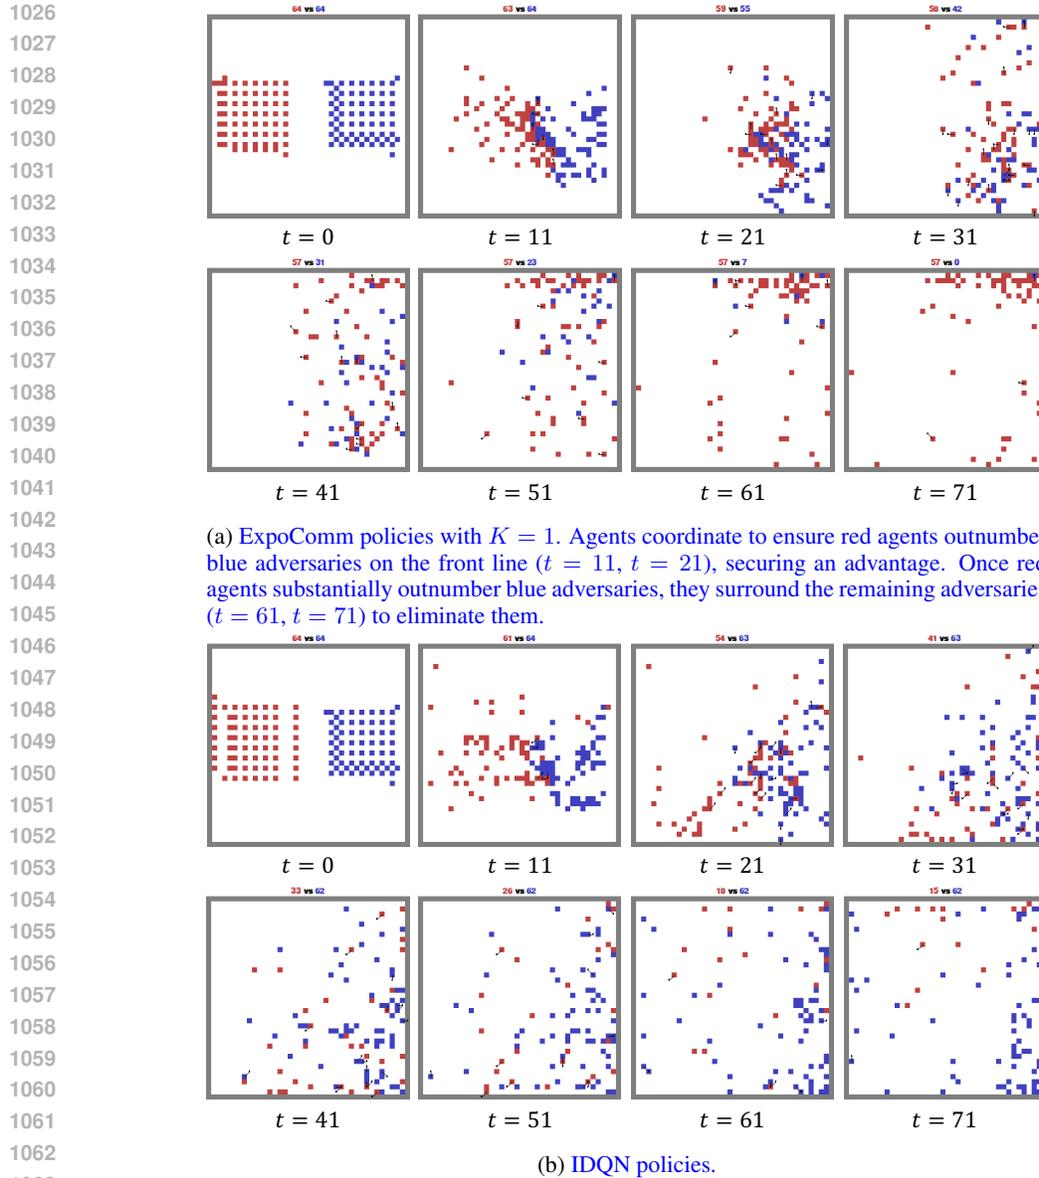 1026
64 vs 64 63 vs 64 59 vs 55 58 vs 42
1027
1028
1029
1030
1031
1032
1033
t = 0 t = 11 t = 21 t = 31
1034
57 vs 31 57 vs 23 57 vs 7 57 vs 0
1035
1036
1037
1038
1039
1040
1041
t = 41 t = 51 t = 61 t = 71
1042
1043
(a) ExpoComm policies with K = 1. Agents coordinate to ensure red agents outnumbe
1044
blue adversaries on the front line (t = 11, t = 21), securing an advantage. Once re
1045
agents substantially outnumber blue adversaries, they surround the remaining adversarie
(t = 61, t = 71) to eliminate them.
1046
64 vs 64 61 vs 64 54 vs 63 41 vs 63
1047
1048
1049
1050
1051
1052
1053
t = 0 t = 11 t = 21 t = 31
1054
33 vs 62 26 vs 62 18 vs 62 15 vs 62
1055
1056
1057
1058
1059
1060
1061
t = 41 t = 51 t = 61 t = 71
1062
(b) IDQN policies.